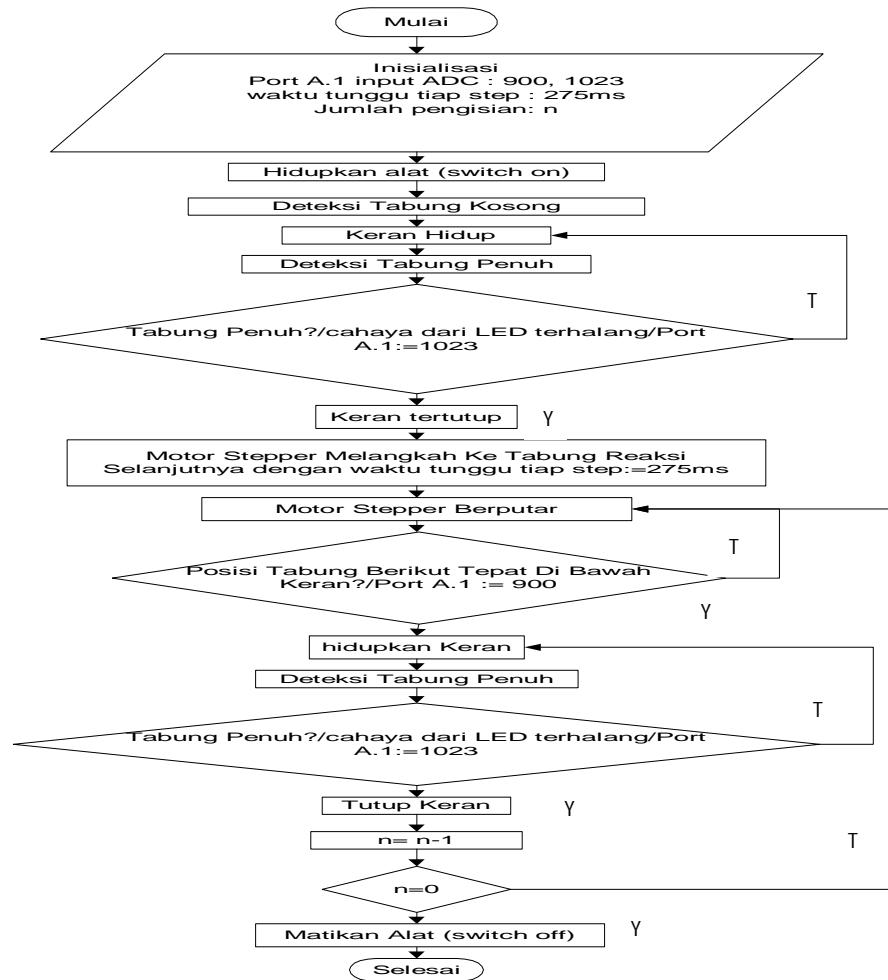 Mulai
Inisialisasi
Port A.1 input ADC : 900, 1023
waktu tunggu tiap step : 275ms
Jumlah pengisian: n
Hidupkan alat (switch on)
Deteksi Tabung Kosong
Keran Hidup
Deteksi Tabung Penuh
T
Tabung Penuh?/cahaya dari LED terhalang/Port
A.1:=1023
Keran tertutup
Y
Motor Stepper Melangkah Ke Tabung Reaksi
Selanjutnya dengan waktu tunggu tiap step:=275ms
Motor Stepper Berputar
T
Posisi Tabung Berikut Tepat Di Bawah
Keran?/Port A.1 := 900
Y
hidupkan Keran
Deteksi Tabung Penuh
T
Tabung Penuh?/cahaya dari LED terhalang/Port
A.1:=1023
Tutup Keran
Y
n= n-1
T
n=0
Matikan Alat (switch off)
Y
Selesai